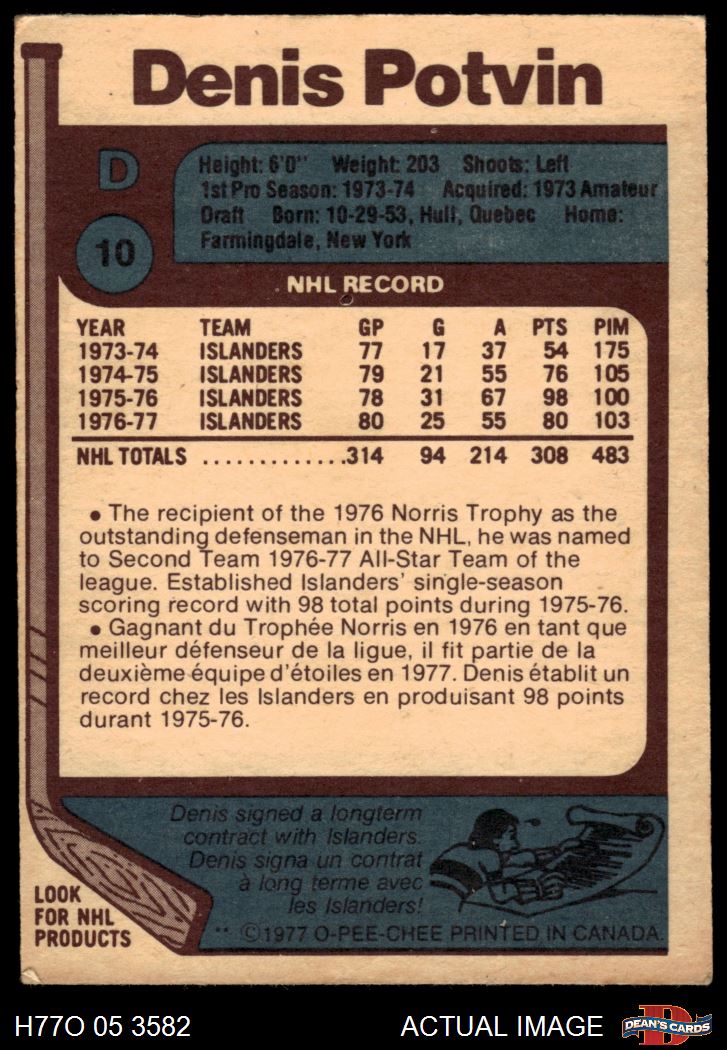 Denis Potvin
D
10
Height: 6'0" Weight: 203 Shoots: Left
1st Pro Season: 1973-74 Acquired: 1973 Amateur
Draft Born: 10-29-53, Hull, Quebec Home:
Farmingdale, New York
NHL RECORD
YEAR TEAM GP G A PTS PIM
1973-74 ISLANDERS 77 17 37 54 175
1974-75 ISLANDERS 79 21 55 76 105
1975-76 ISLANDERS 78 31 67 98 100
1976-77 ISLANDERS 80 25 55 80 103
NHL TOTALS .............314 94 214 308 483
• The recipient of the 1976 Norris Trophy as the
outstanding defenseman in the NHL, he was named
to Second Team 1976-77 All-Star Team of the
league. Established Islanders' single-season
scoring record with 98 total points during 1975-76.
• Gagnant du Trophée Norris en 1976 en tant que
meilleur défenseur de la ligue, il fit partie de la
deuxième équipe d'étoiles en 1977. Denis établit un
record chez les Islanders en produisant 98 points
durant 1975-76.
Denis signed a longterm
contract with Islanders.
Denis signa un contrat
à long terme avec
les Islanders!
LOOK
FOR NHL
PRODUCTS
** ©1977 O-PEE-CHEE PRINTED IN CANADA.
H77O 05 3582 ACTUAL IMAGE
D
DEAN'S CARDS